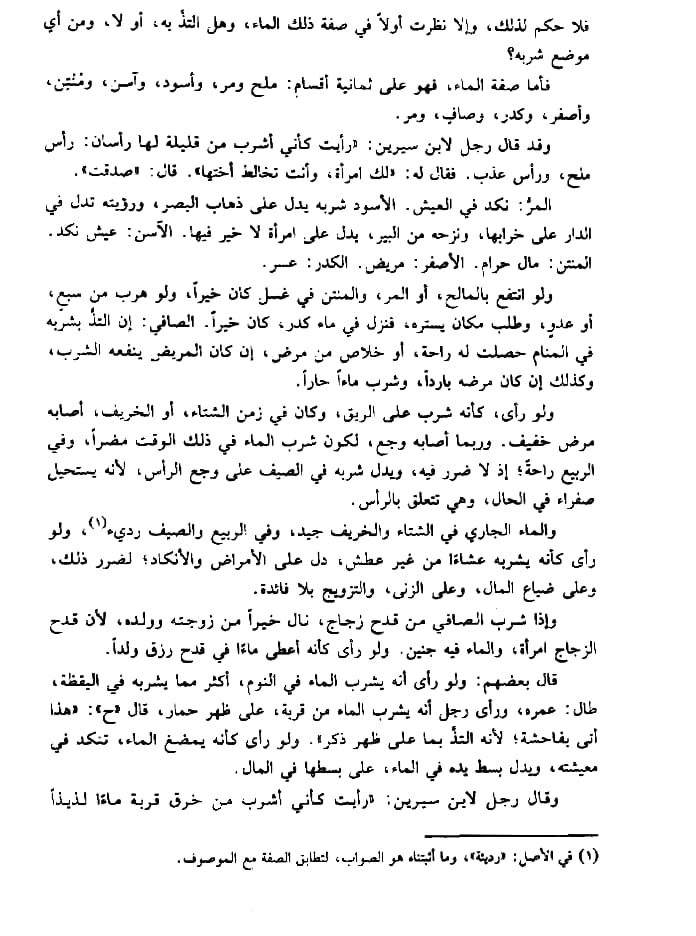 فلا حكم لذلك، وإلا نظرت أولاً في صفة ذلك الماء، وهل التذّ به، أو لا، ومن أي
موضع شربه؟
فأما صفة الماء، فهو على ثمانية أقسام: ملح ومر، وأسود، وآسن، ومُنْتِن،
وأصفر، وكدر، وصافٍ، ومر.
وقد قال رجل لابن سيرين: «رأيت كأني أشرب من قليلة لها رأسان: رأس
ملح، ورأس عذب. فقال له: «لك امرأة، وأنت تخالط أختها». قال: «صدقت».
المرّ: نكد في العيش. الأسود شربه يدل على ذهاب البصر، ورؤيته تدل في
الدار على خرابها، ونزحه من البير، يدل على امرأة لا خير فيها. الآسن: عيش نكد.
المنتن: مال حرام. الأصفر: مريض. الكدر: عسر.
ولو انتفع بالمالح، أو المر، والمنتن في غسل كان خيراً، ولو هرب من سبعٍ،
أو عدوٍ، وطلب مكان يستره، فنزل في ماء كدر، كان خيراً. الصافي: إن التذّ بشربه
في المنام حصلت له راحة، أو خلاص من مرض، إن كان المريض ينفعه الشرب،
وكذلك إن كان مرضه بارداً، وشرب ماءاً حاراً.
ولو رأى، كأنه شرب على الريق، وكان في زمن الشتاء، أو الخريف، أصابه
مرض خفيف. وربما أصابه وجع، لكون شرب الماء في ذلك الوقت مضراً، وفي
الربيع راحةٌ؛ إذ لا ضرر فيه، ويدل شربه في الصيف على وجع الرأس، لأنه يستحيل
صفراء في الحال، وهي تتعلق بالرأس.
والماء الجاري في الشتاء والخريف جيد، وفي الربيع والصيف رديء(١)، ولو
رأى كأنه يشربه عشاءًا من غير عطش، دل على الأمراض والأنكاد؛ لضرر ذلك،
وعلى ضياع المال، وعلى الزنى، والتزويج بلا فائدة.
وإذا شرب الصافي من قدح زجاج، نال خيراً من زوجته وولده، لأن قدح
الزجاج امرأة، والماء فيه جنين. ولو رأى كأنه أعطى ماءًا في قدح رزق ولداً.
قال بعضهم: ولو رأى أنه يشرب الماء في النوم، أكثر مما يشربه في اليقظة،
طال: عمره، ورأى رجل أنه يشرب الماء من قربة، على ظهر حمار، قال «ح»: «هذا
أتى بفاحشة؛ لأنه التذّ بما على ظهر ذكر». ولو رأى كأنه يمضغ الماء، تنكد في
معيشته، ويدل بسط يده في الماء، على بسطها في المال.
وقال رجل لابن سيرين: «رأيت كأني أشرب من خرق قربة ماءًا لذيذاً
(١) في الأصل: «رديئة»، وما أثبتناه هو الصواب، لتطابق الصفة مع الموصوف.